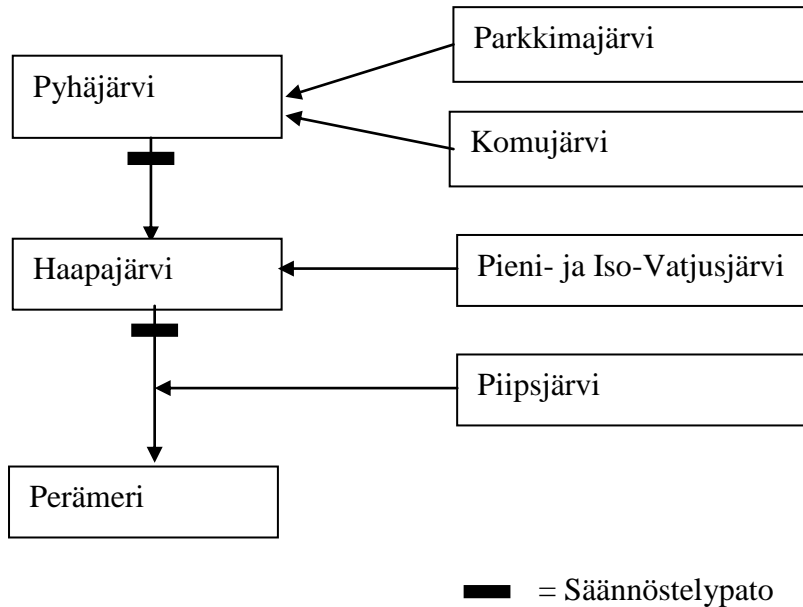 Parkkimajärvi
Pyhäjärvi
Komujärvi
Haapajärvi
Pieni- ja Iso-Vatjusjärvi
Piipsjärvi
Perämeri
= Säännöstelypato